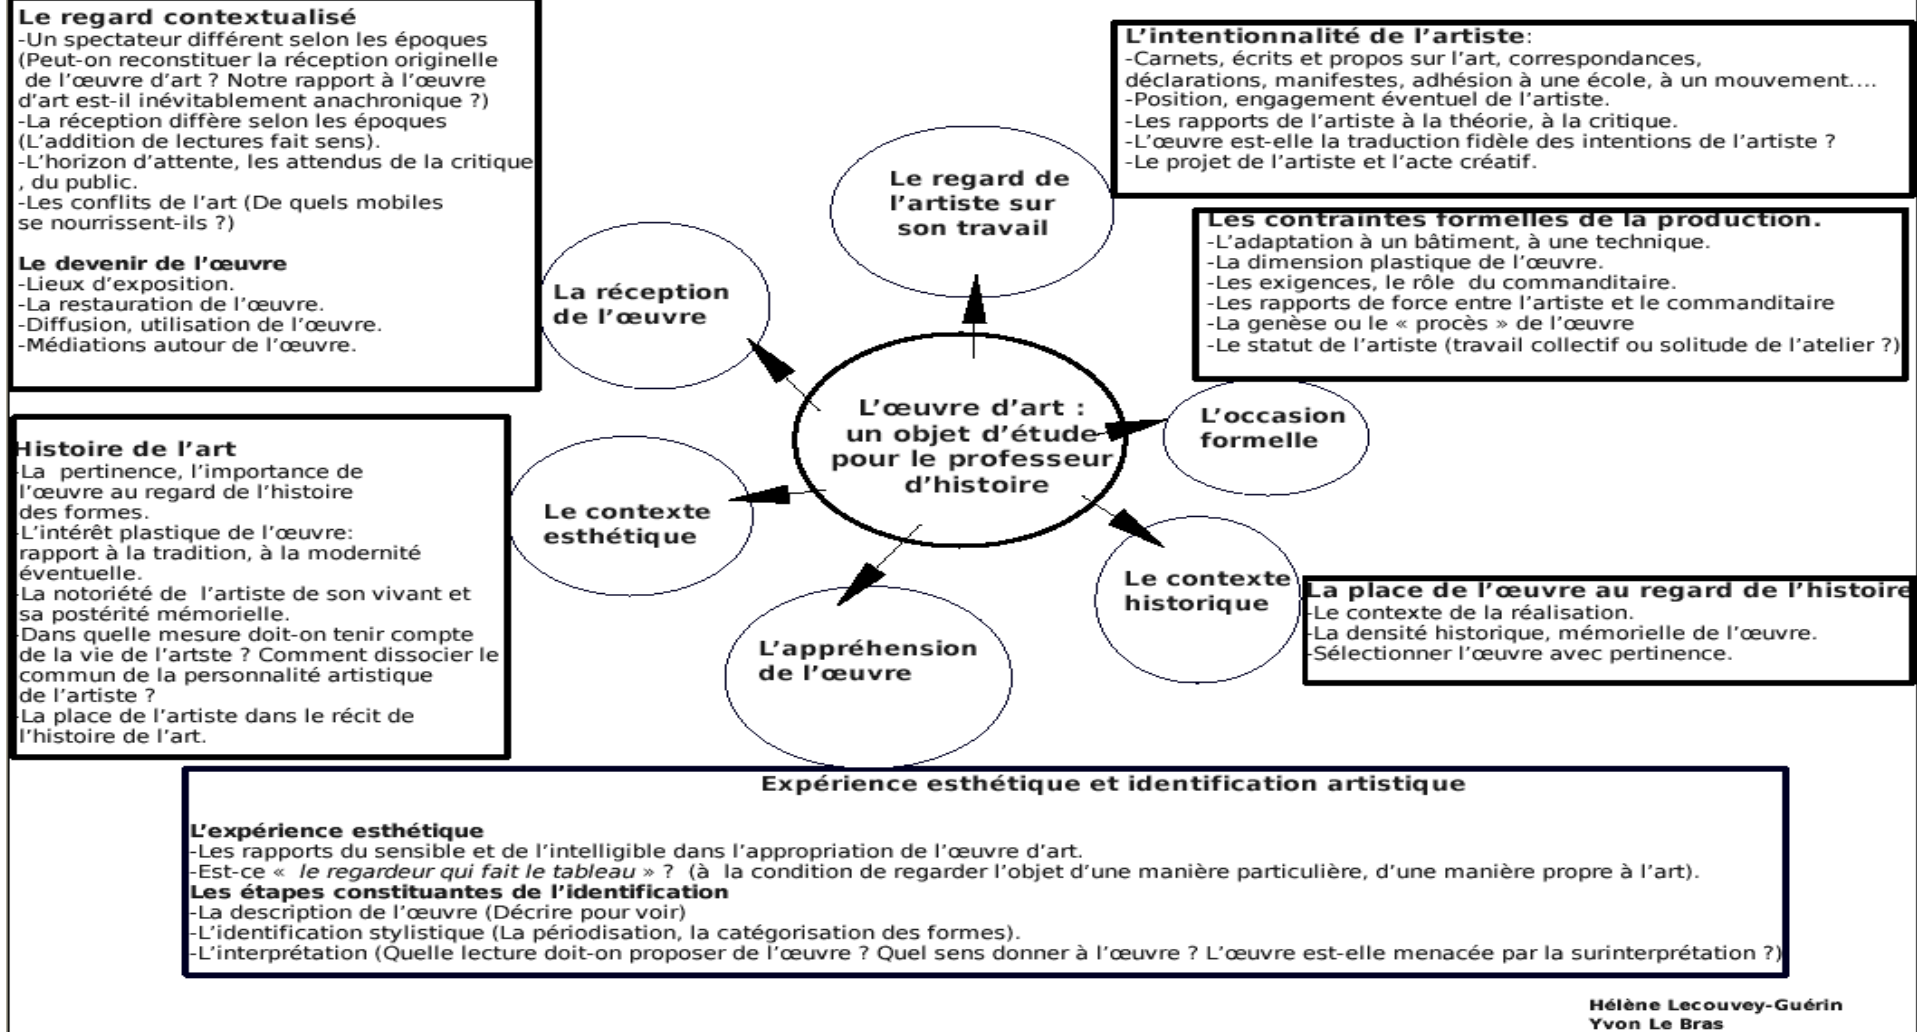 Le regard contextualisé
-Un spectateur différent selon les époques
(Peut-on reconstituer la réception originelle
de l’œuvre d’art ? Notre rapport à l’œuvre
d’art est-il inévitablement anachronique ?)
-La réception diffère selon les époques
(L’addition de lectures fait sens).
-L’horizon d’attente, les attendus de la critique
, du public.
-Les conflits de l’art (De quels mobiles
se nourrissent-ils ?)
Le devenir de l’œuvre
-Lieux d’exposition.
-La restauration de l’œuvre.
-Diffusion, utilisation de l’œuvre.
-Médiations autour de l’œuvre.
L’intentionnalité de l’artiste:
-Carnets, écrits et propos sur l’art, correspondances,
déclarations, manifestes, adhésion à une école, à un mouvement....
-Position, engagement éventuel de l’artiste.
-Les rapports de l’artiste à la théorie, à la critique.
-L’œuvre est-elle la traduction fidèle des intentions de l’artiste ?
-Le projet de l’artiste et l’acte créatif.
Le regard de
l’artiste sur
son travail
Les contraintes formelles de la production.
-L’adaptation à un bâtiment, à une technique.
-La dimension plastique de l’œuvre.
-Les exigences, le rôle  du commanditaire.
-Les rapports de force entre l’artiste et le commanditaire
-La genèse ou le « procès » de l’œuvre
-Le statut de l’artiste (travail collectif ou solitude de l’atelier ?)
La réception
de l’œuvre
L’œuvre d’art :
un objet d’étude
pour le professeur
d’histoire
L’occasion
formelle
Histoire de l’art
-La  pertinence, l’importance de
l’œuvre au regard de l’histoire
des formes.
-L’intérêt plastique de l’œuvre:
rapport à la tradition, à la modernité
éventuelle.
-La notoriété de  l’artiste de son vivant et
sa postérité mémorielle.
-Dans quelle mesure doit-on tenir compte
de la vie de l’artste ? Comment dissocier le
commun de la personnalité artistique
de l’artiste ?
-La place de l’artiste dans le récit de
l’histoire de l’art.
Le contexte
esthétique
Le contexte
historique
La place de l’œuvre au regard de l’histoire
-Le contexte de la réalisation.
-La densité historique, mémorielle de l’œuvre.
-Sélectionner l’œuvre avec pertinence.
L’appréhension
de l’œuvre
Expérience esthétique et identification artistique
L’expérience esthétique
-Les rapports du sensible et de l’intelligible dans l’appropriation de l’œuvre d’art.
-Est-ce «  le regardeur qui fait le tableau » ?  (à  la condition de regarder l’objet d’une manière particulière, d’une manière propre à l’art).
Les étapes constituantes de l’identification
-La description de l’œuvre (Décrire pour voir)
-L’identification stylistique (La périodisation, la catégorisation des formes).
-L’interprétation (Quelle lecture doit-on proposer de l’œuvre ? Quel sens donner à l’œuvre ? L’œuvre est-elle menacée par la surinterprétation ?)
Hélène Lecouvey-Guérin
Yvon Le Bras